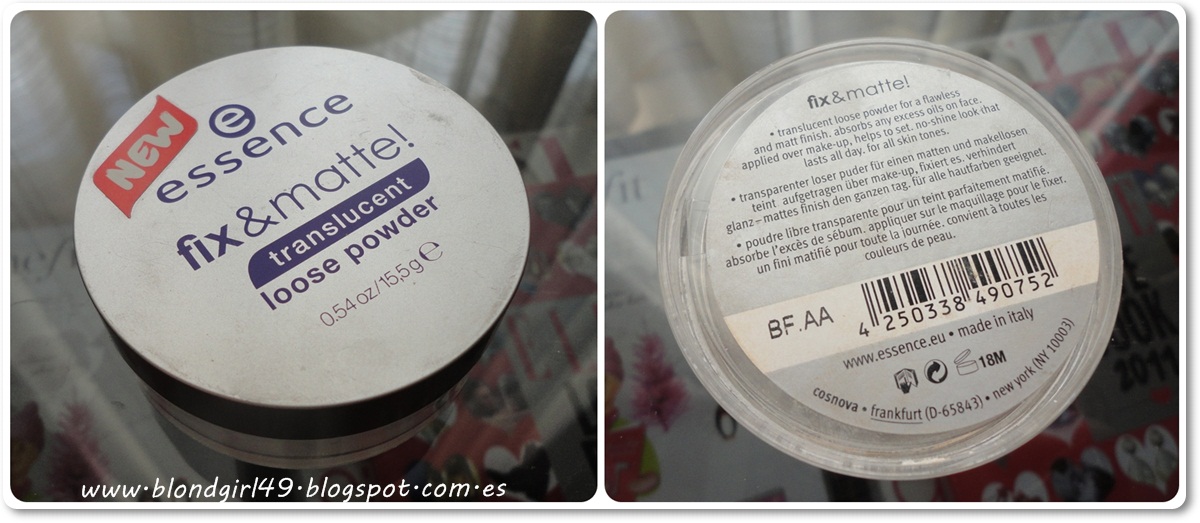 NEW
e
essence
fix&matte!
translucent
loose powder
0.54 oz/15,5g ℮
www.blondgirl49.blogspot.com.es
fix&matte!
• translucent loose powder for a flawless
and matt finish. absorbs any excess oils on face.
applied over make-up, helps to set. no-shine look that
lasts all day. for all skin tones.
• transparenter loser puder für einen matten und makellosen
teint aufgetragen über make-up, fixiert es. verhindert
glanz – mattes finish den ganzen tag. für alle hautfarben geeignet.
• poudre libre transparente pour un teint parfaitement matifié.
absorbe l'excès de sébum. appliquer sur le maquillage pour le fixer.
un fini matifié pour toute la journée. convient à toutes les
couleurs de peau.
BF.AA
4 250338 490752
www.essence.eu • made in italy
18M
cosnova • frankfurt (D-65843) • new york (NY 10003)
OOK
2011